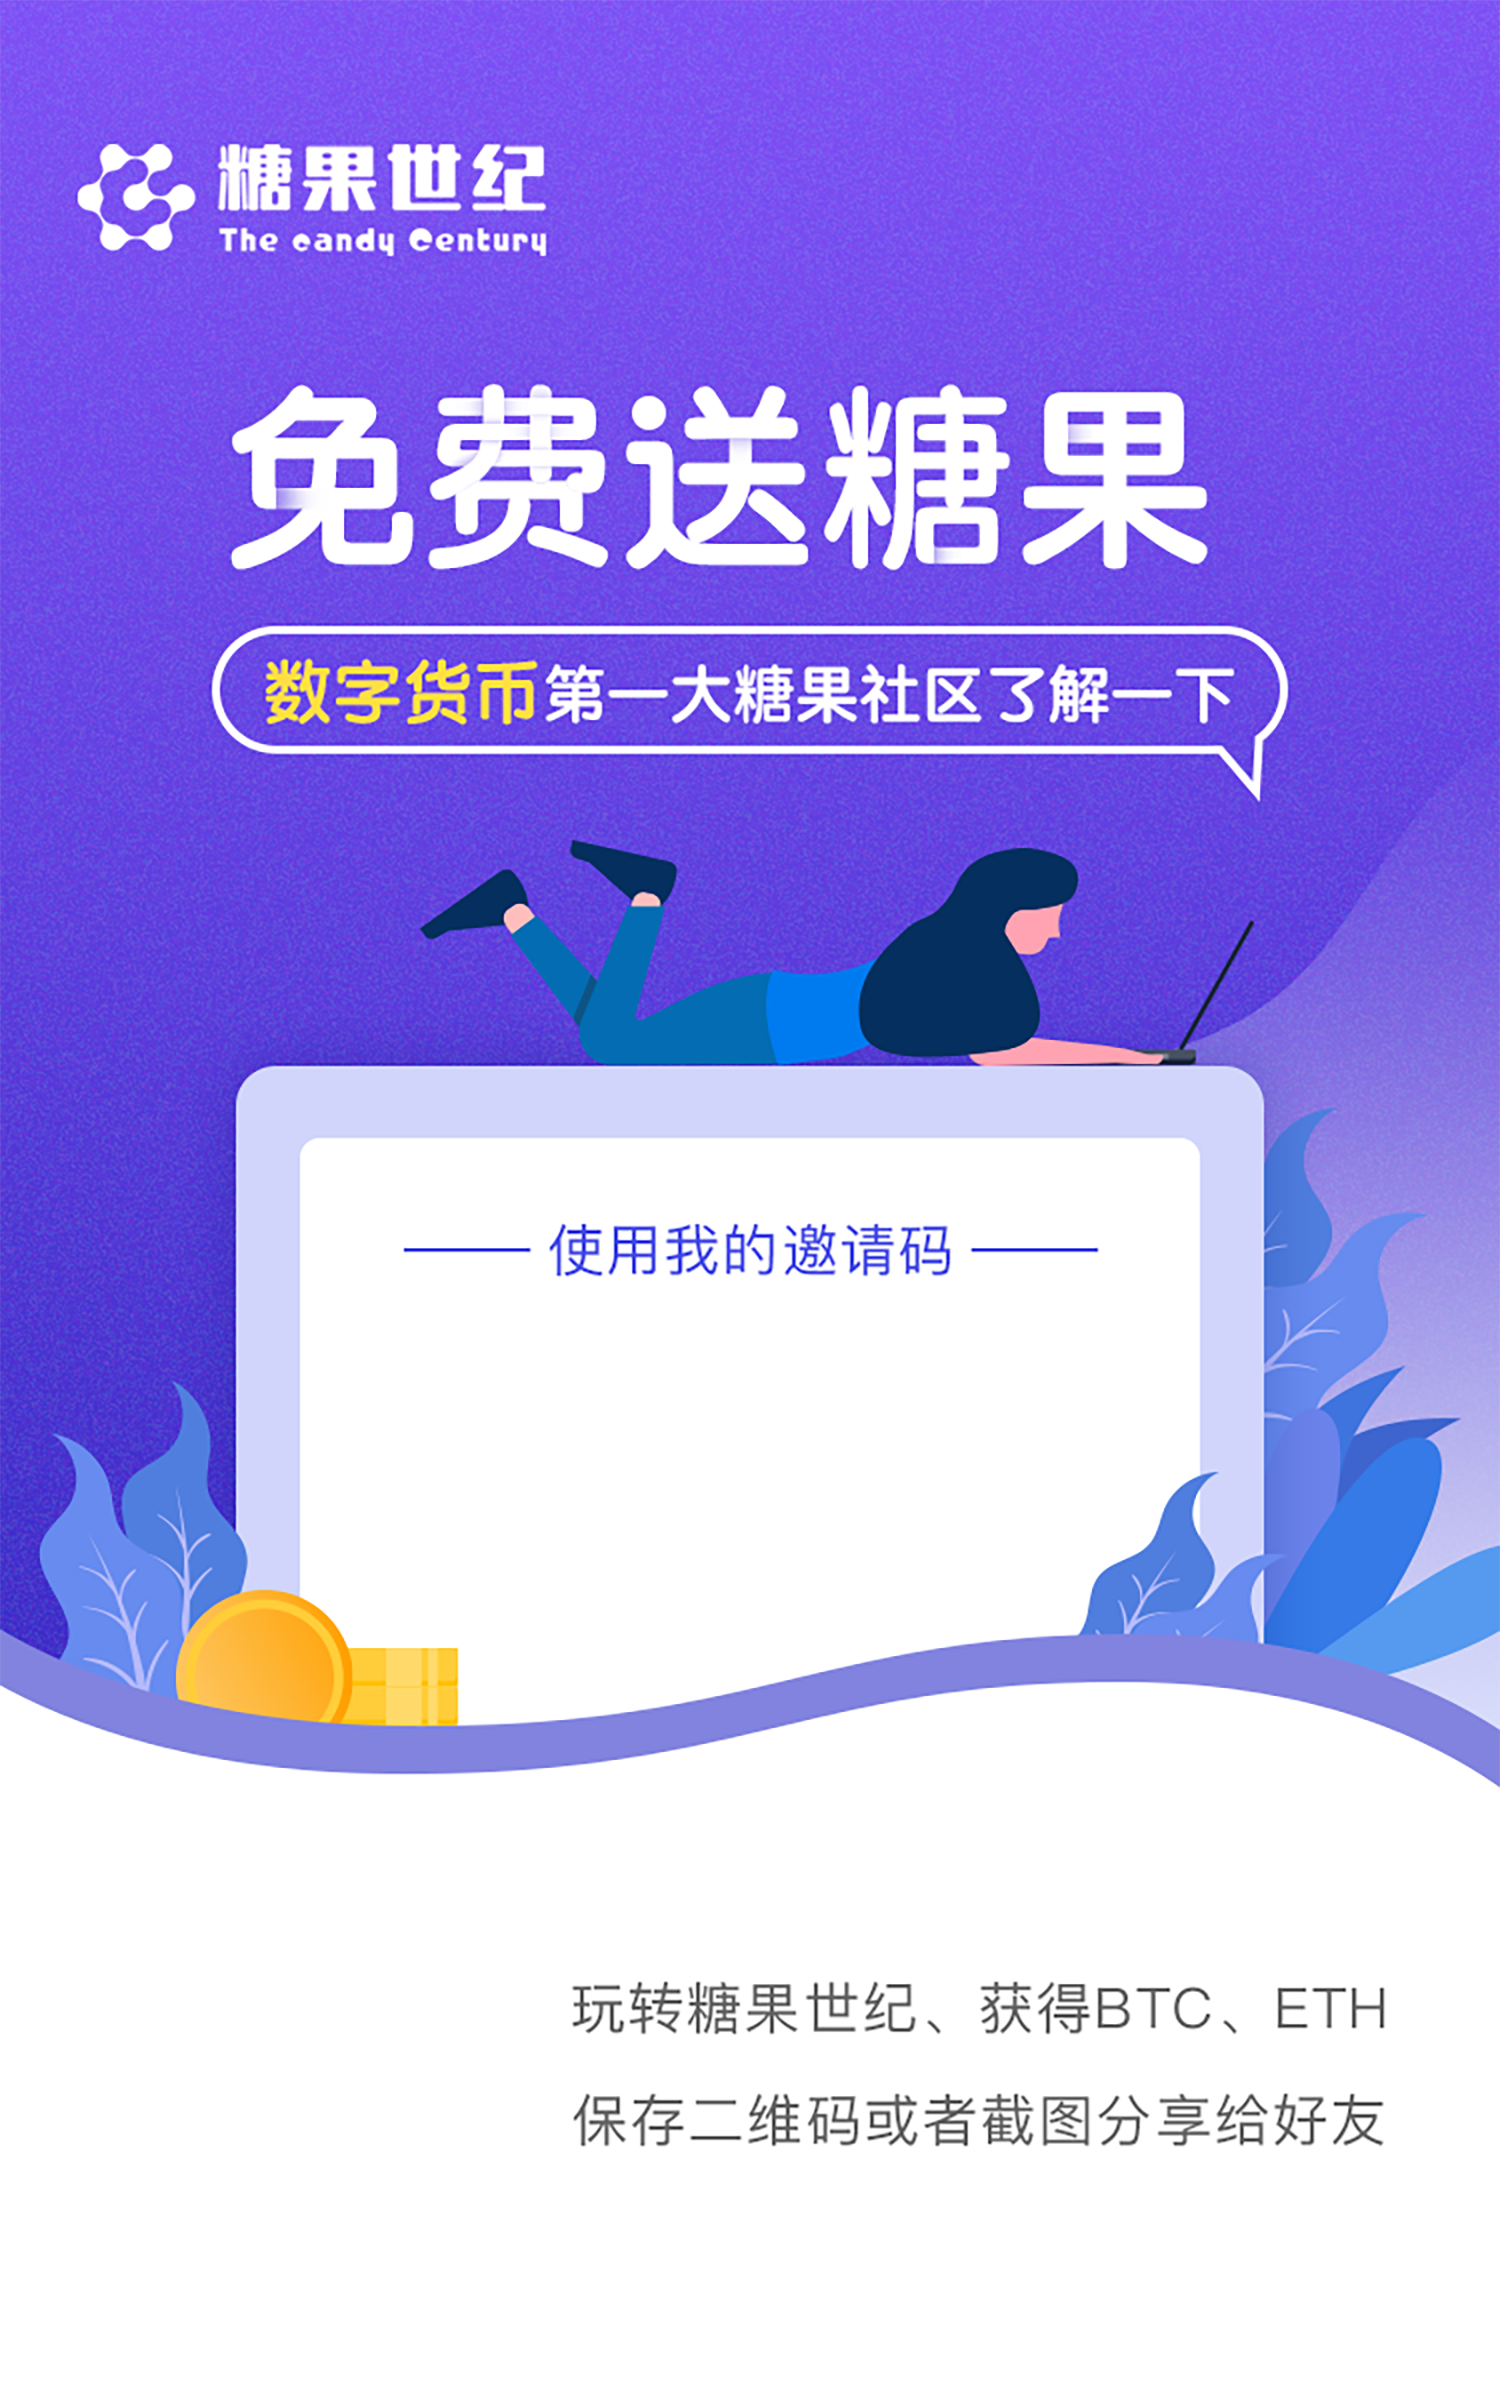 糖果世纪
The candy Century
免费送糖果
数字货币第一大糖果社区了解一下
使用我的邀请码
玩转糖果世纪、获得BTC、ETH
保存二维码或者截图分享给好友